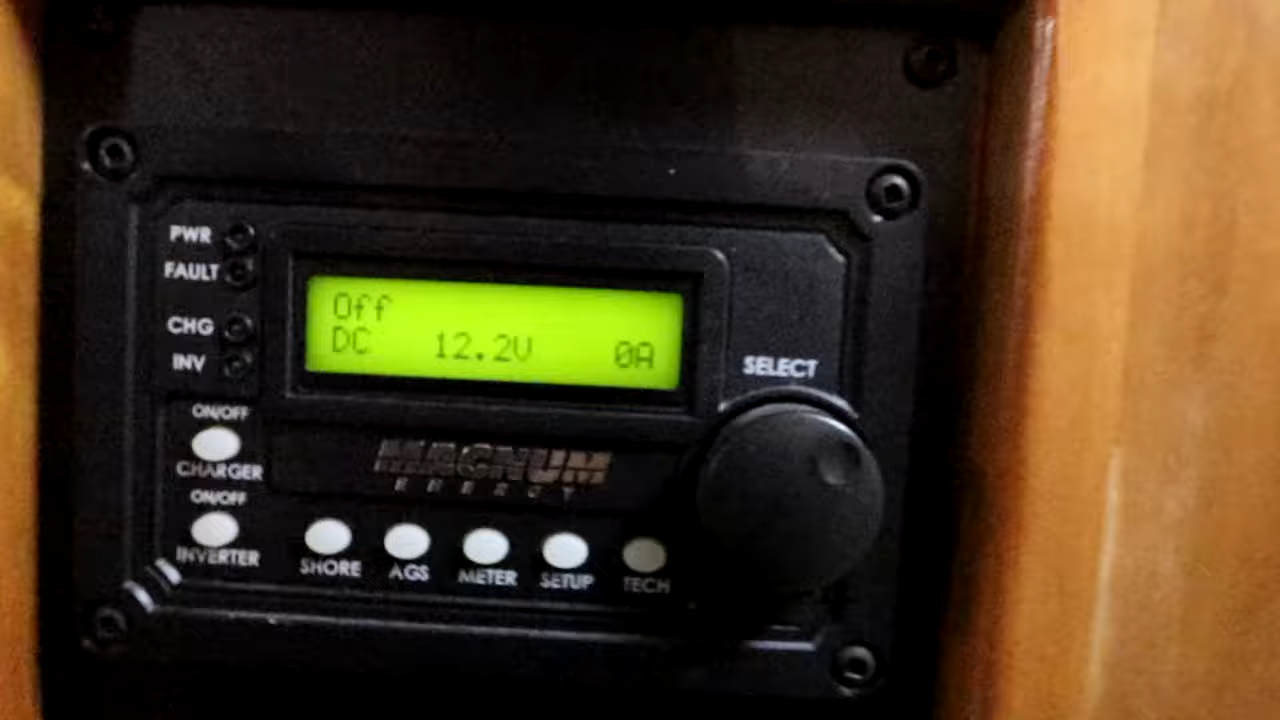 PWR
FAULT
CHG
INV
Off
DC 12.2V 0A
SELECT
ON/OFF
CHARGER
ON/OFF
INVERTER
MAGNUM
ENERGY
SHORE
AGS
METER
SETUP
TECH